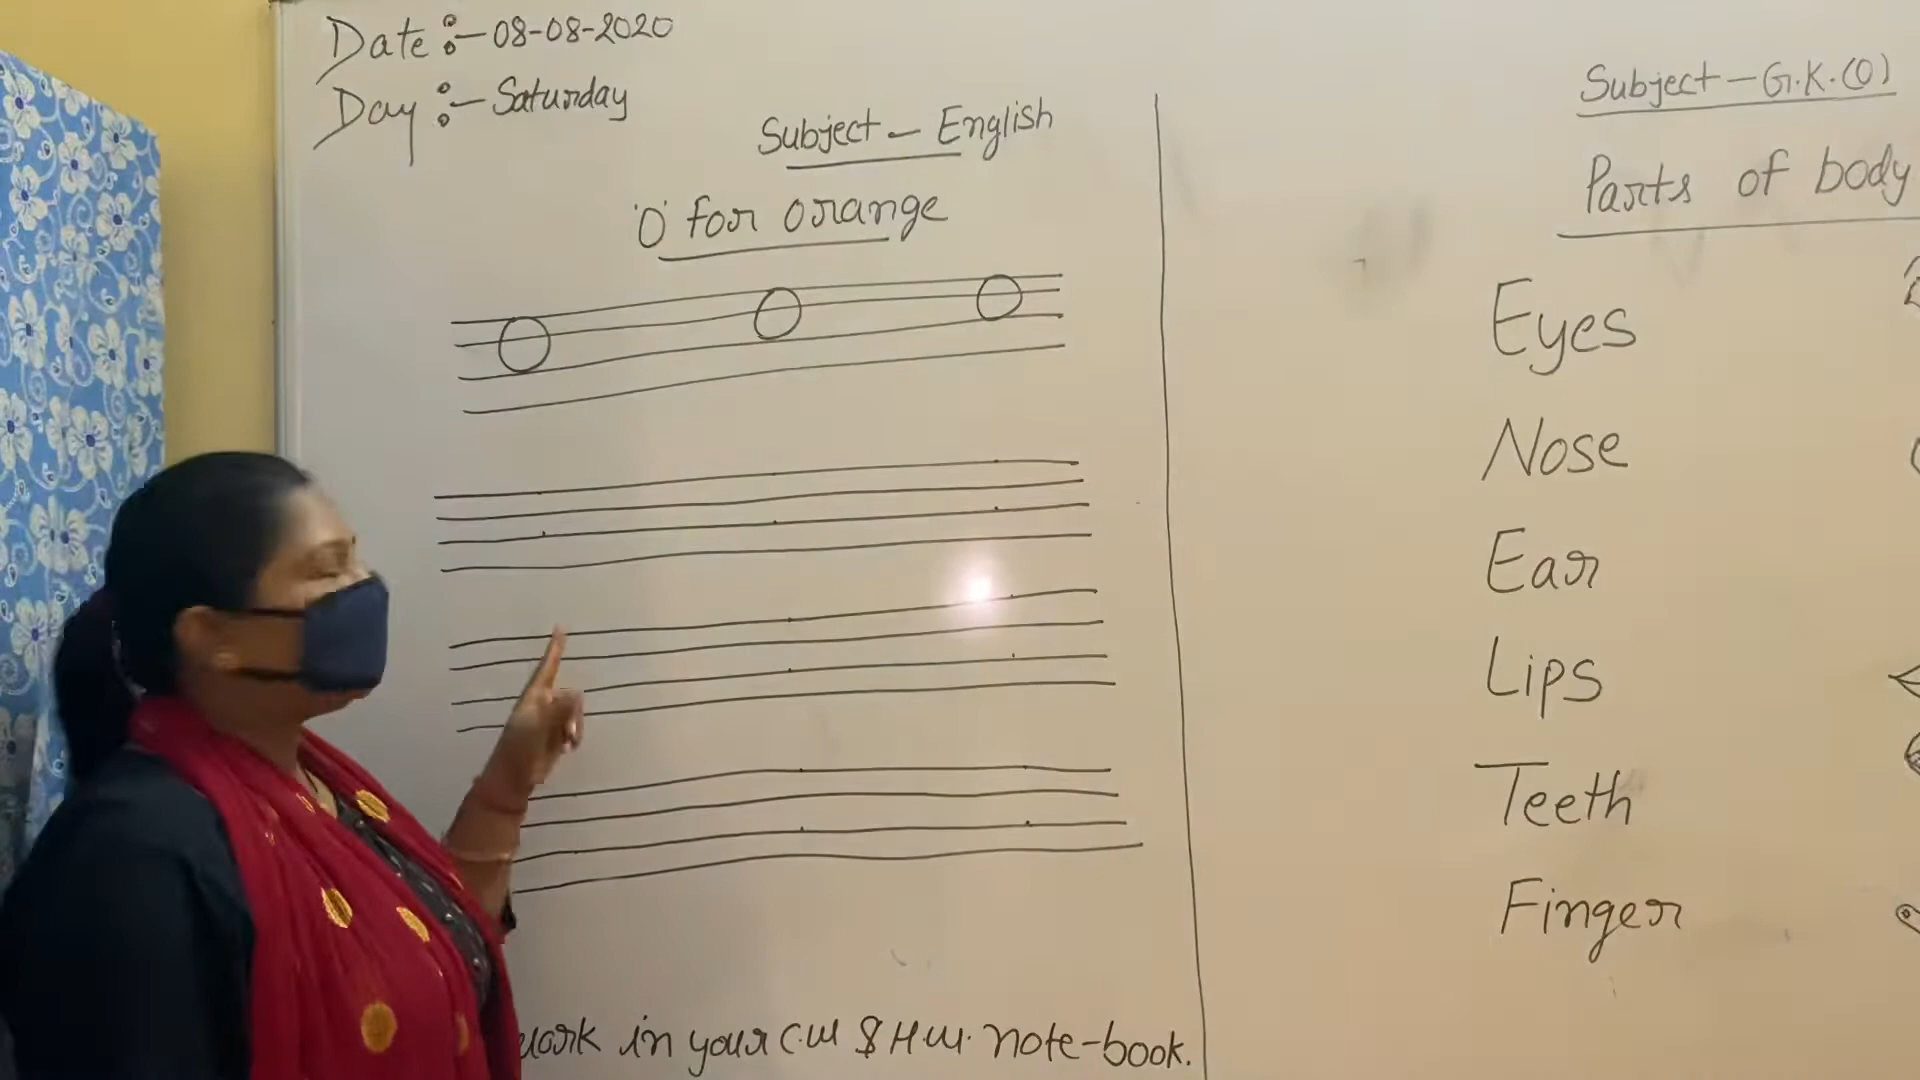 Date :- 08-08-2020
Day :- Saturday
Subject - English
'O' for orange
O O O
work in your C.W $ H.W. note-book.
Subject - G.K.(O)
Parts of body
Eyes
Nose
Ear
Lips
Teeth
Finger